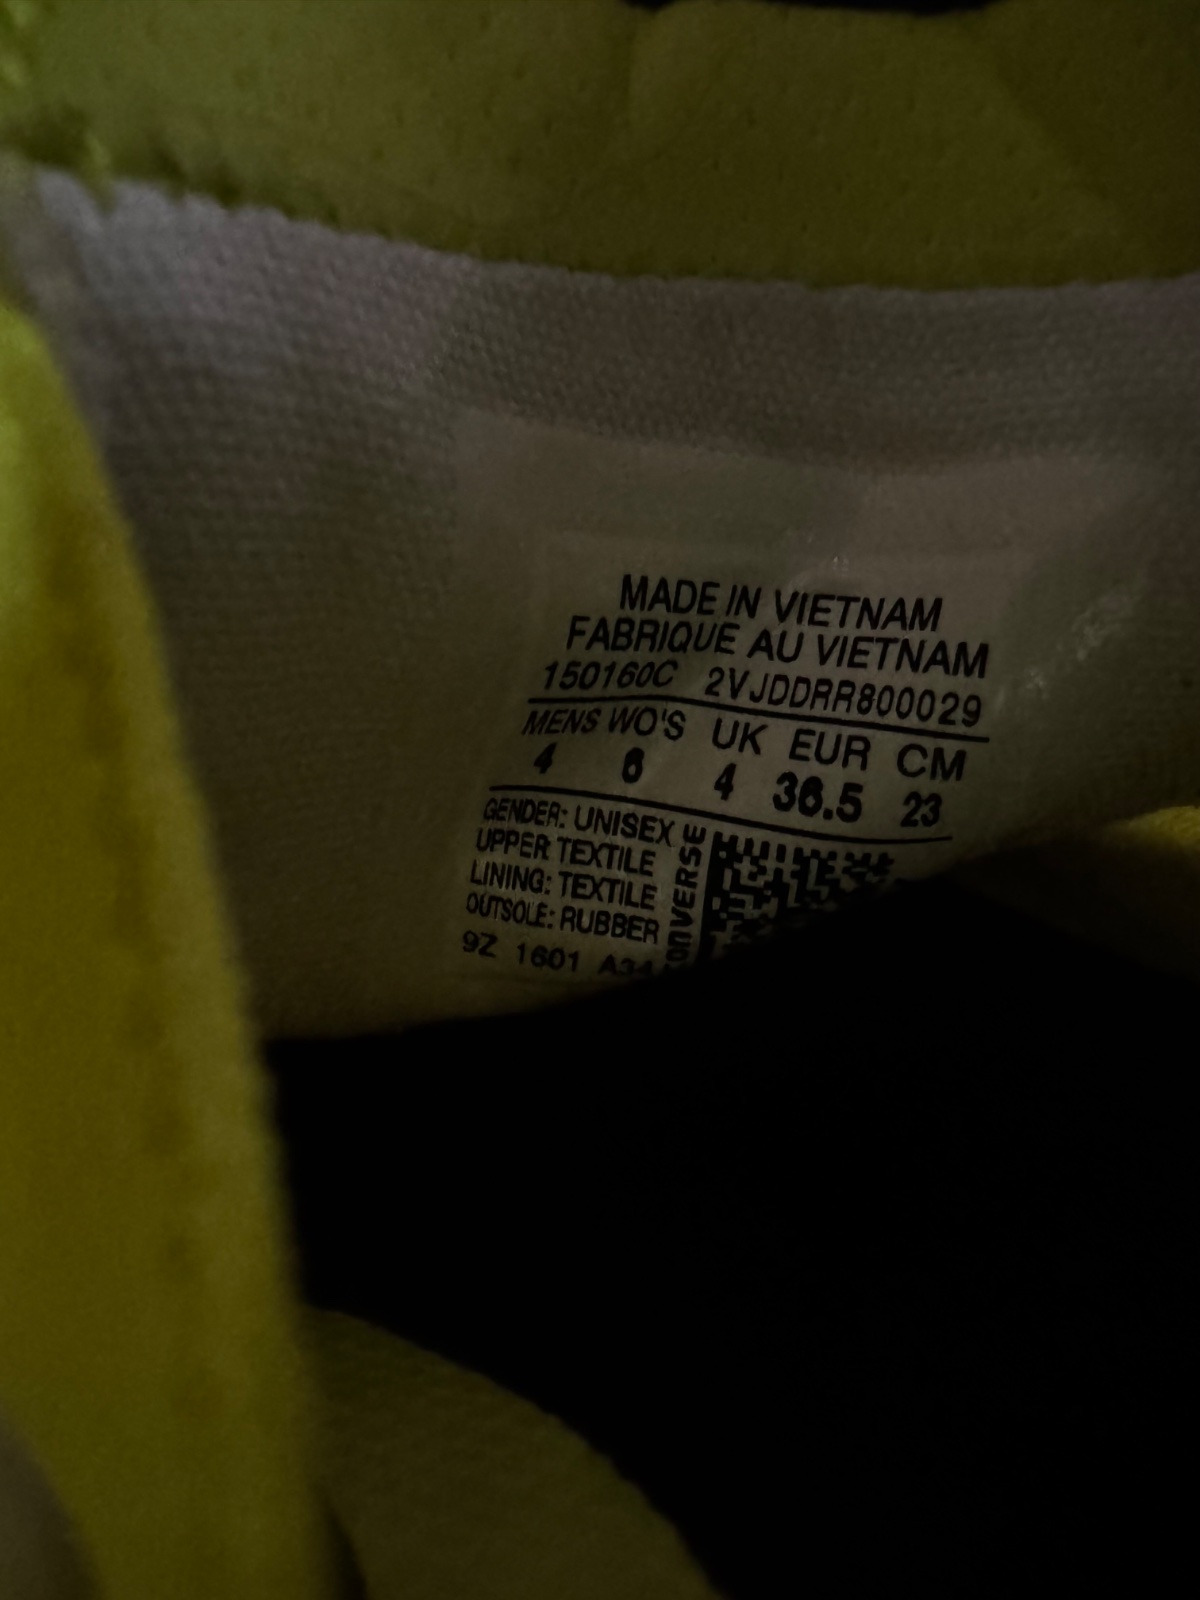 MADE IN VIETNAM
FABRIQUE AU VIETNAM
150160C 2VJDDRR800029
MENS WO'S UK EUR CM
4 6 4 36.5 23
GENDER: UNISEX
UPPER TEXTILE
LINING: TEXTILE
OUTSOLE: RUBBER
9Z 1601
CONVERSE